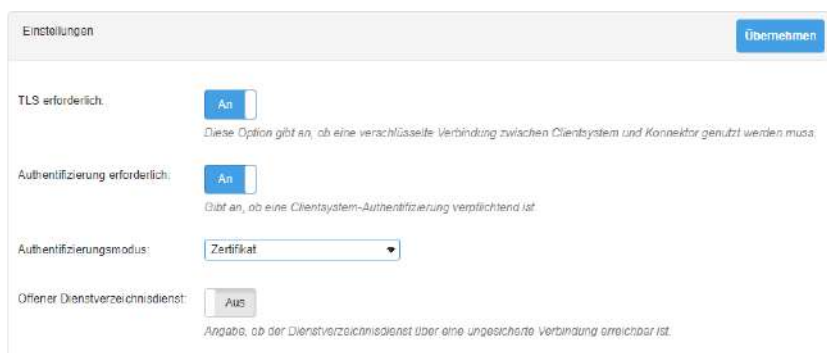 Einstellungen
Übernehmen
TLS erforderlich:
An
Diese Option gibt an, ob eine verschlüsselte Verbindung zwischen Clientsystem und Konnektor genutzt werden muss.
Authentifizierung erforderlich:
An
Gibt an, ob eine Clientsystem-Authentifizierung verpflichtend ist.
Authentifizierungsmodus:
Zertifikat
Offener Dienstverzeichnisdienst:
Aus
Angabe, ob der Dienstverzeichnisdienst über eine ungesicherte Verbindung erreichbar ist.